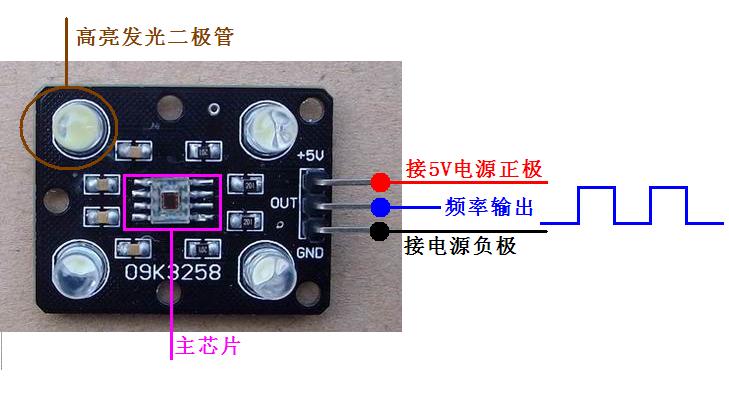 高亮发光二极管
+5V
接5V电源正极
OUT
频率输出
接电源负极
GND
09K3258
主芯片